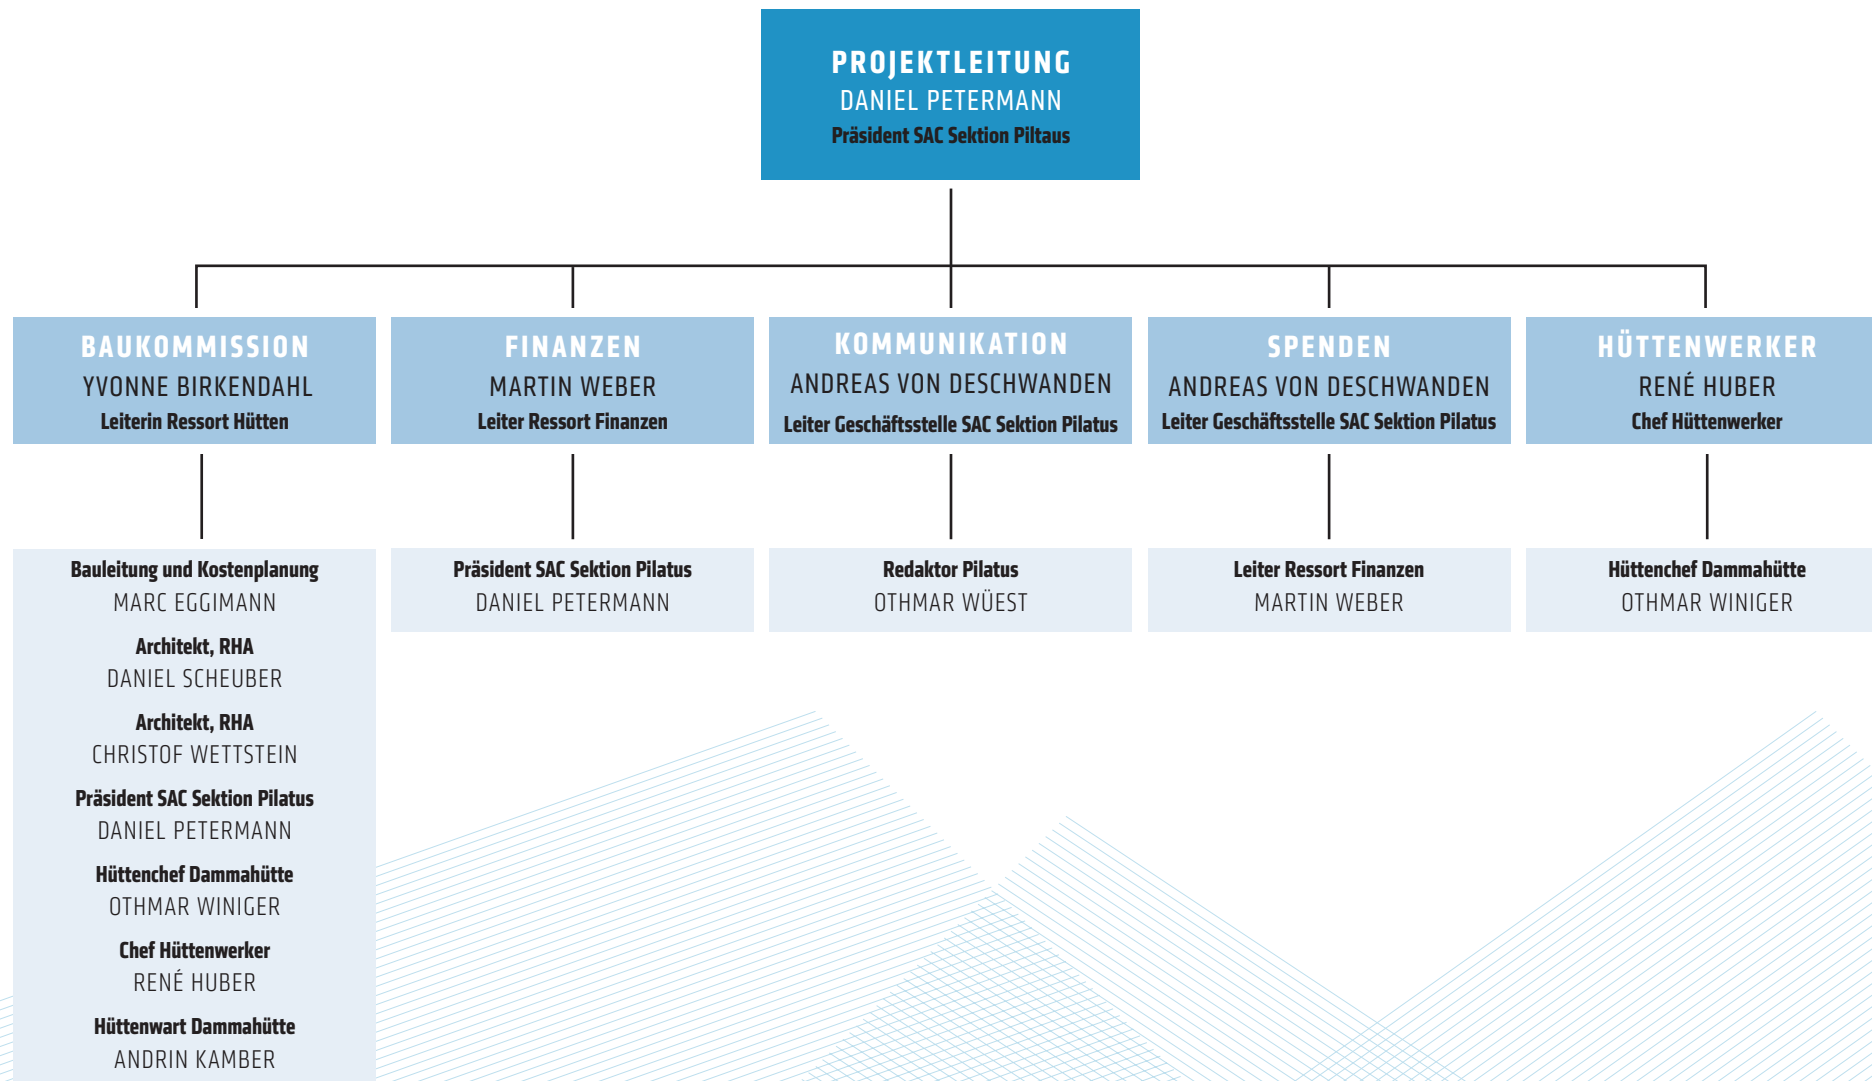 PROJEKTLEITUNG
DANIEL PETERMANN
Präsident SAC Sektion Piltaus
BAUKOMMISSION
YVONNE BIRKENDAHL
Leiterin Ressort Hütten
FINANZEN
MARTIN WEBER
Leiter Ressort Finanzen
KOMMUNIKATION
ANDREAS VON DESCHWANDEN
Leiter Geschäftsstelle SAC Sektion Pilatus
SPENDEN
ANDREAS VON DESCHWANDEN
Leiter Geschäftsstelle SAC Sektion Pilatus
HÜTTENWERKER
RENÉ HUBER
Chef Hüttenwerker
Bauleitung und Kostenplanung
MARC EGGIMANN
Architekt, RHA
DANIEL SCHEUBER
Architekt, RHA
CHRISTOF WETTSTEIN
Präsident SAC Sektion Pilatus
DANIEL PETERMANN
Hüttenchef Dammahütte
OTHMAR WINIGER
Chef Hüttenwerker
RENÉ HUBER
Hüttenwart Dammahütte
ANDRIN KAMBER
Präsident SAC Sektion Pilatus
DANIEL PETERMANN
Redaktor Pilatus
OTHMAR WÜEST
Leiter Ressort Finanzen
MARTIN WEBER
Hüttenchef Dammahütte
OTHMAR WINIGER